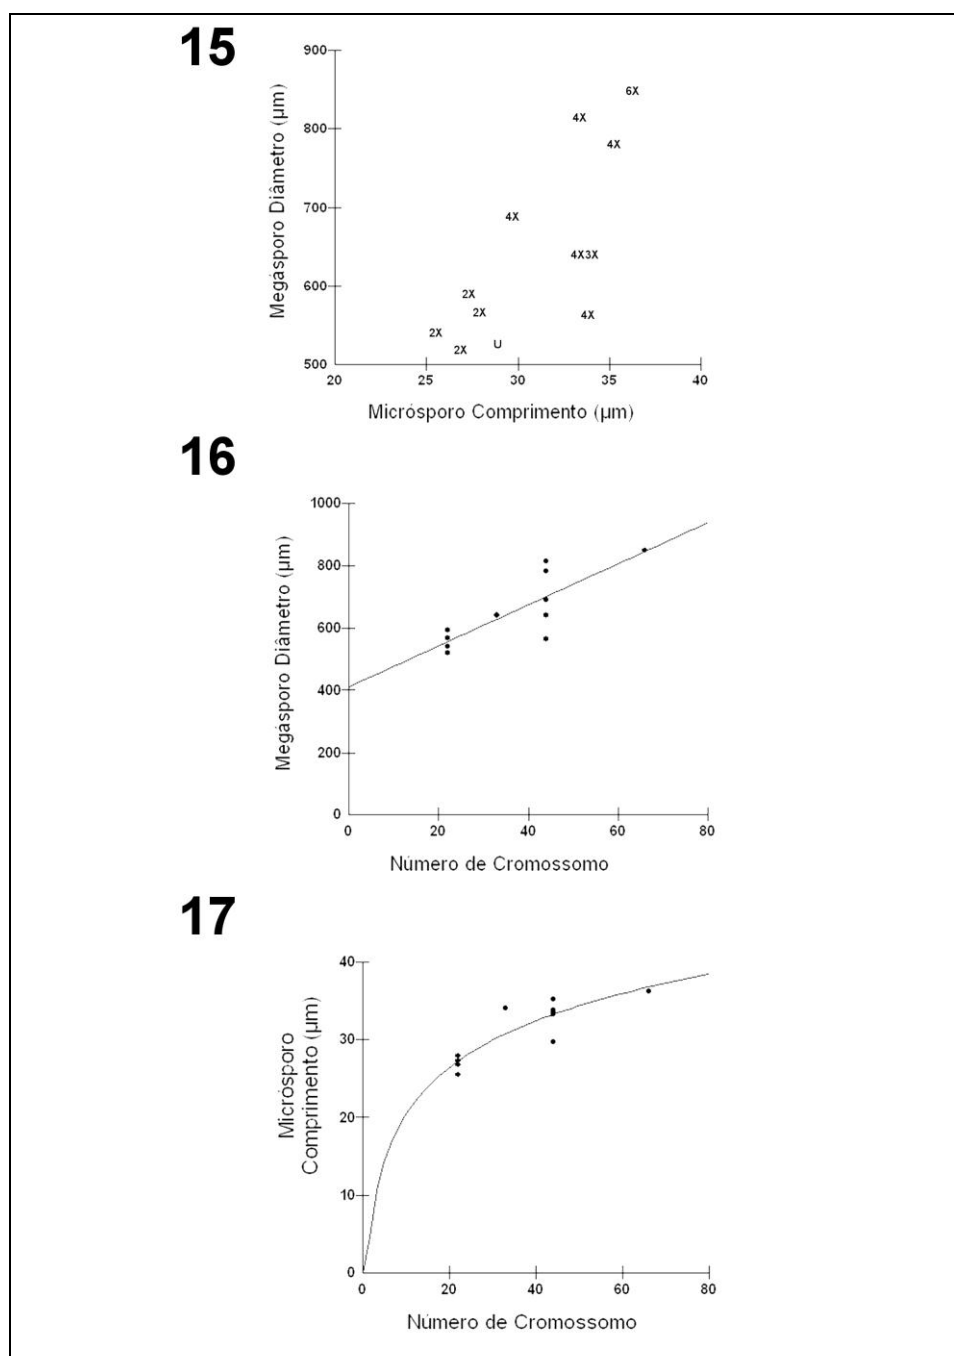 15
Megásporo Diâmetro (µm)
900
800
700
600
500
6X
4X
4X
4X
4X3X
4X
2X
2X
2X
2X
U
20
25
30
35
40
Micrósporo Comprimento (µm)
16
Megásporo Diâmetro (µm)
1000
800
600
400
200
0
0
20
40
60
80
Número de Cromossomo
17
Micrósporo
Comprimento (µm)
40
30
20
10
0
0
20
40
60
80
Número de Cromossomo